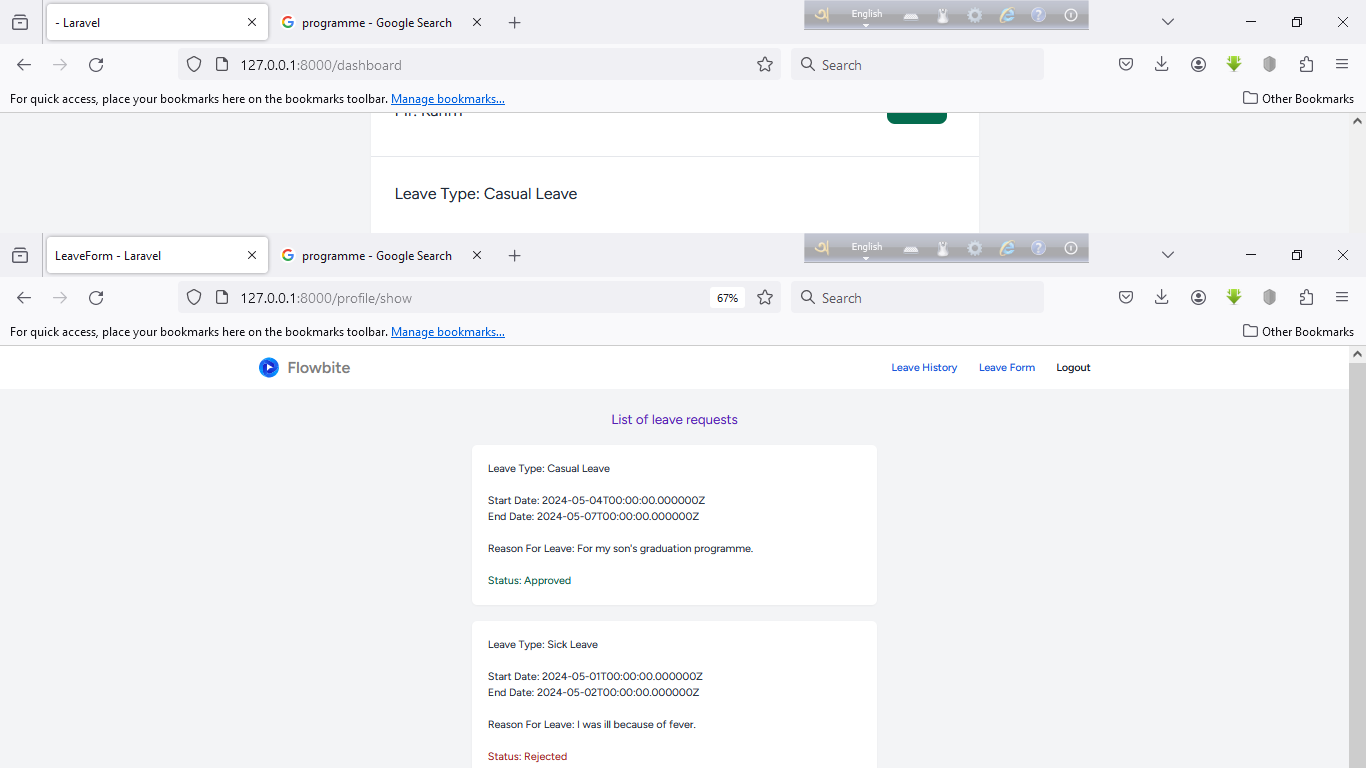 - Laravel
programme - Google Search
English
127.0.0.1:8000/dashboard
Search
For quick access, place your bookmarks here on the bookmarks toolbar. Manage bookmarks...
Other Bookmarks
Mr. Karim
Leave Type: Casual Leave
LeaveForm - Laravel
programme - Google Search
English
127.0.0.1:8000/profile/show
67%
Search
For quick access, place your bookmarks here on the bookmarks toolbar. Manage bookmarks...
Other Bookmarks
Flowbite
Leave History
Leave Form
Logout
List of leave requests
Leave Type: Casual Leave
Start Date: 2024-05-04T00:00:00.000000Z
End Date: 2024-05-07T00:00:00.000000Z
Reason For Leave: For my son's graduation programme.
Status: Approved
Leave Type: Sick Leave
Start Date: 2024-05-01T00:00:00.000000Z
End Date: 2024-05-02T00:00:00.000000Z
Reason For Leave: I was ill because of fever.
Status: Rejected